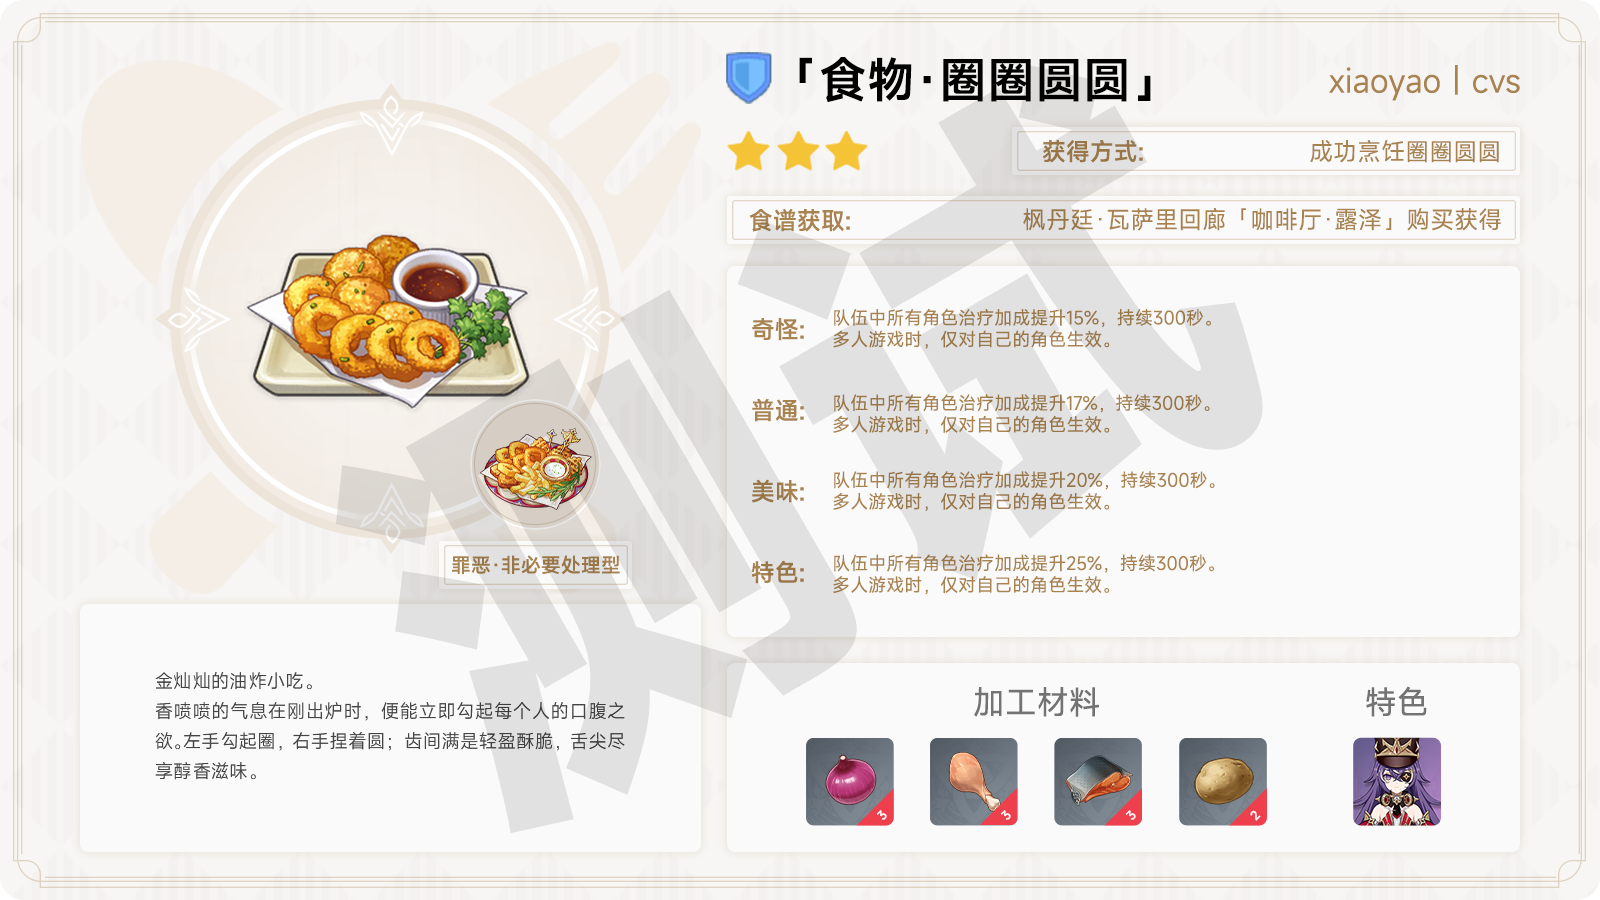 「食物·圈圈圆圆」
xiaoyao | cvs
获得方式:
成功烹饪圈圈圆圆
食谱获取:
枫丹廷·瓦萨里回廊「咖啡厅·露泽」购买获得
奇怪:
队伍中所有角色治疗加成提升15%，持续300秒。
多人游戏时，仅对自己的角色生效。
普通:
队伍中所有角色治疗加成提升17%，持续300秒。
多人游戏时，仅对自己的角色生效。
美味:
队伍中所有角色治疗加成提升20%，持续300秒。
多人游戏时，仅对自己的角色生效。
特色:
队伍中所有角色治疗加成提升25%，持续300秒。
多人游戏时，仅对自己的角色生效。
罪恶·非必要处理型
金灿灿的油炸小吃。
香喷喷的气息在刚出炉时，便能立即勾起每个人的口腹之
欲。左手勾起圈，右手捏着圆；齿间满是轻盈酥脆，舌尖尽
享醇香滋味。
加工材料
特色
3
3
3
2
测试